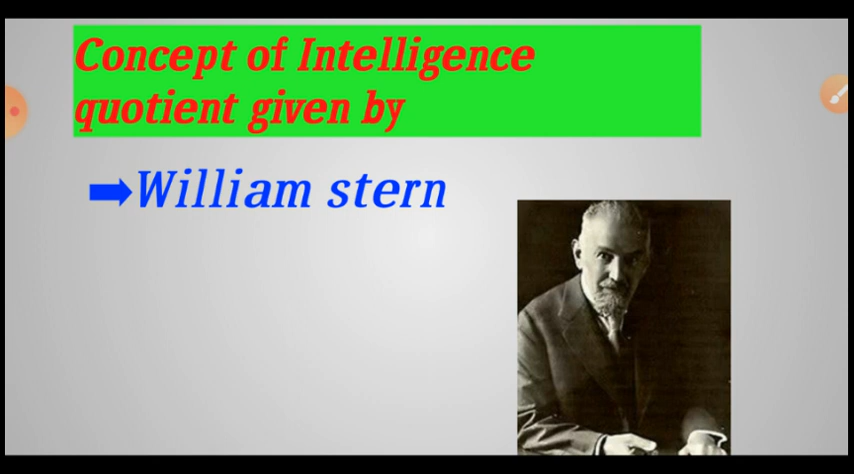 Concept of Intelligence
quotient given by
William stern